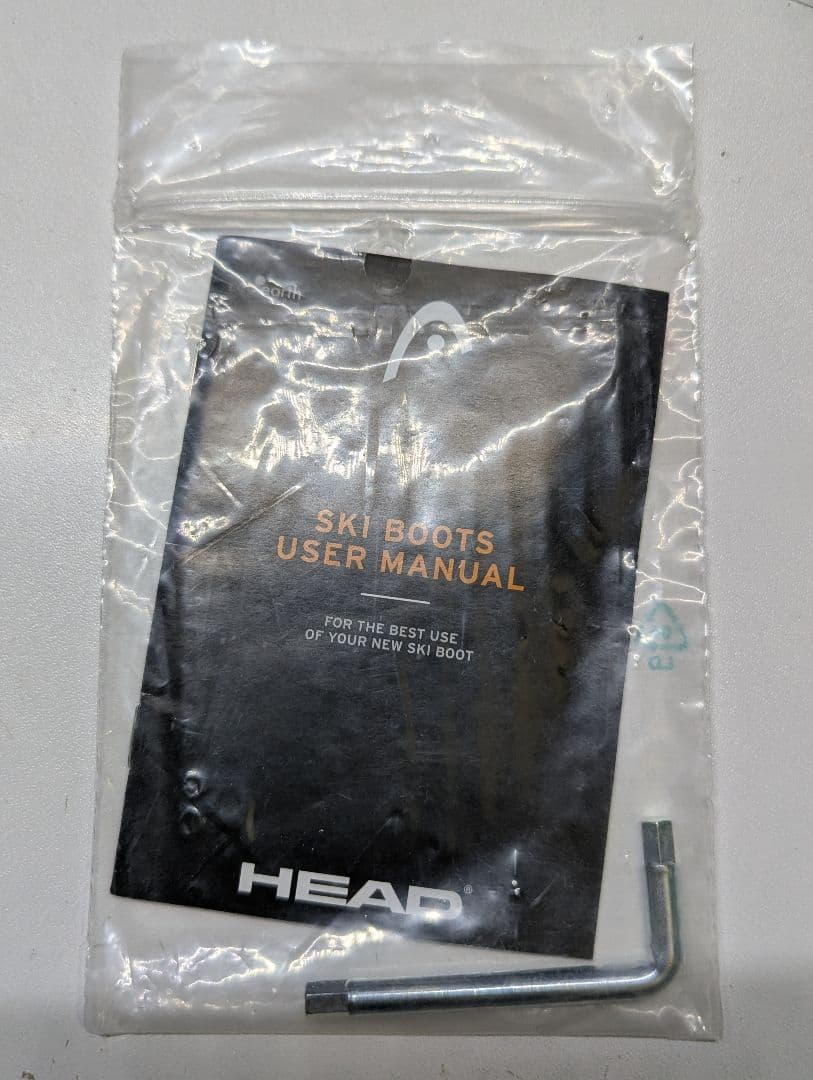 SKI BOOTS
USER MANUAL
FOR THE BEST USE
OF YOUR NEW SKI BOOT
HEAD®